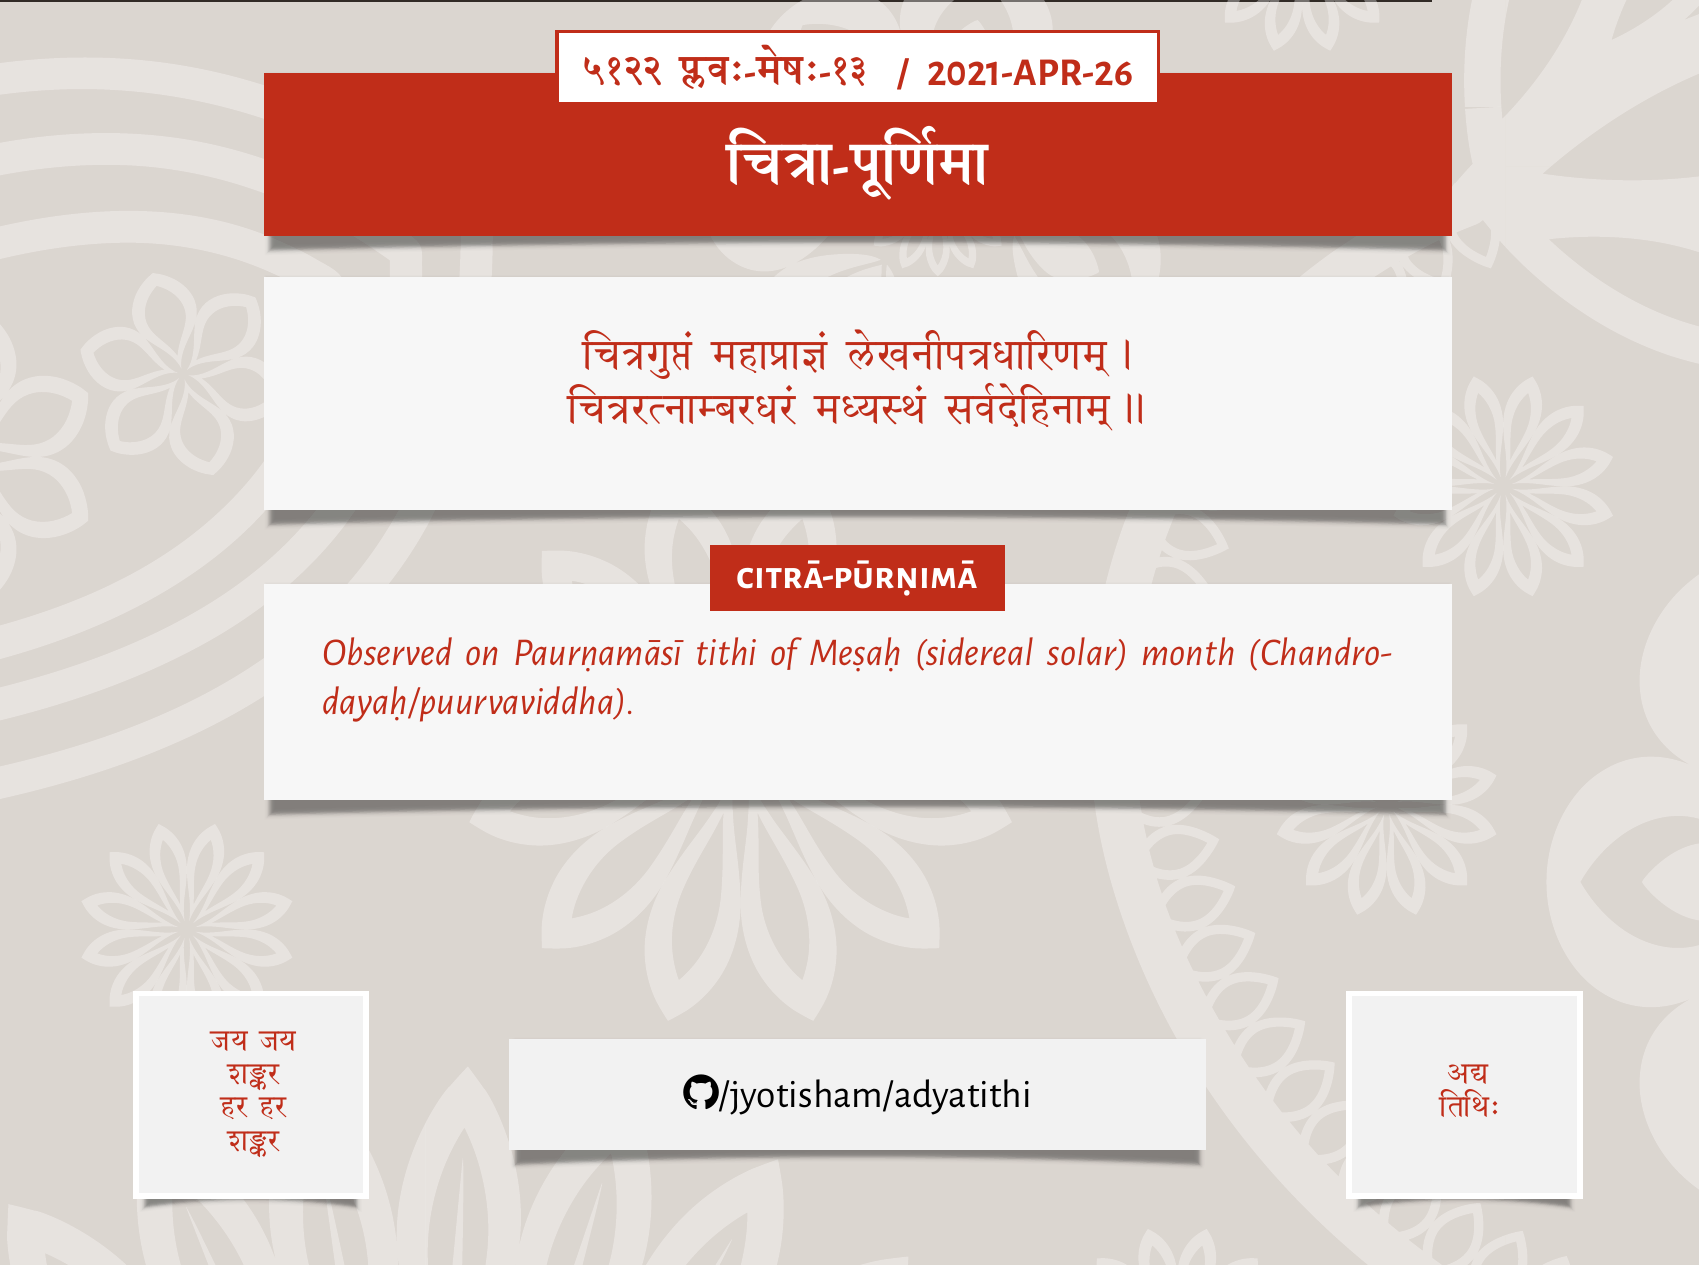 ५१२२ प्लवः-मेषः-१३ / 2021-APR-26
चित्रा-पूर्णिमा
चित्रगुप्तं महाप्राज्ञं लेखनीपत्रधारिणम् ।
चित्ररत्नाम्बरधरं मध्यस्थं सर्वदेहिनाम् ॥
CITRĀ-PŪRṆIMĀ
Observed on Paurṇamāsī tithi of Meṣaḥ (sidereal solar) month (Chandro-
dayaḥ/puurvaviddha).
जय जय
शङ्कर
हर हर
शङ्कर
/jyotisham/adyatithi
अद्य
तिथिः